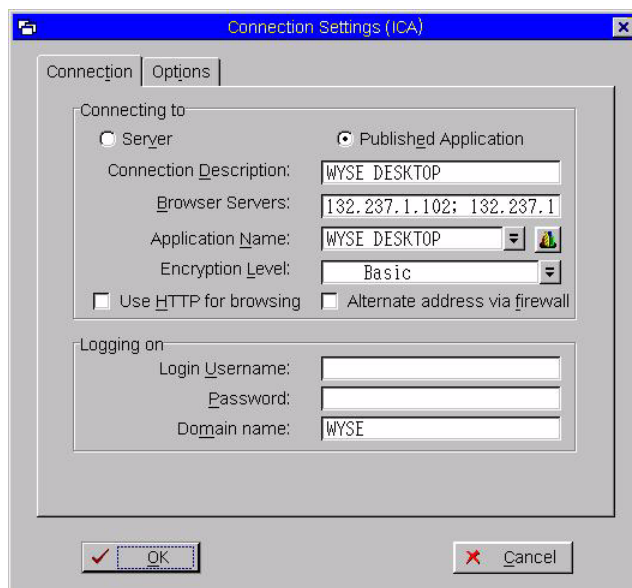 Connection Settings (ICA)
Connection Options
Connecting to
Server Published Application
Connection Description: WYSE DESKTOP
Browser Servers: 132.237.1.102; 132.237.1
Application Name: WYSE DESKTOP
Encryption Level: Basic
Use HTTP for browsing Alternate address via firewall
Logging on
Login Username:
Password:
Domain name: WYSE
OK Cancel